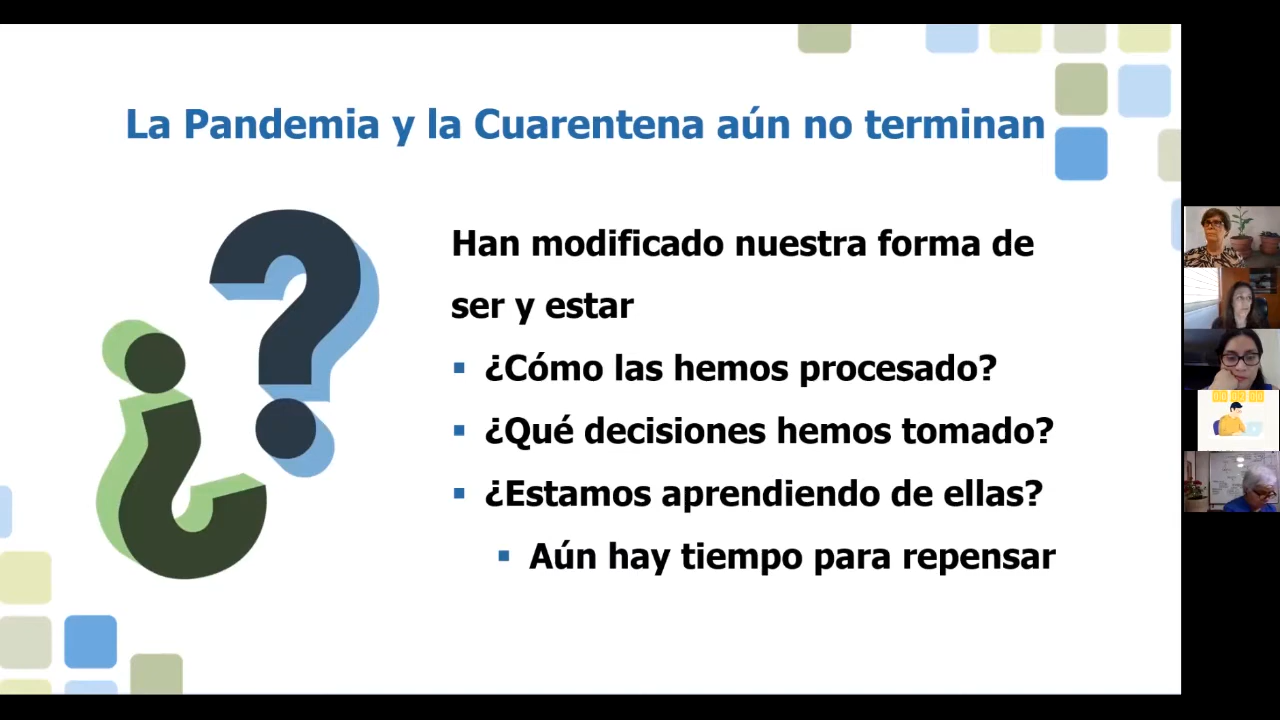 La Pandemia y la Cuarentena aún no terminan
Han modificado nuestra forma de
ser y estar
¿Cómo las hemos procesado?
¿Qué decisiones hemos tomado?
¿Estamos aprendiendo de ellas?
Aún hay tiempo para repensar